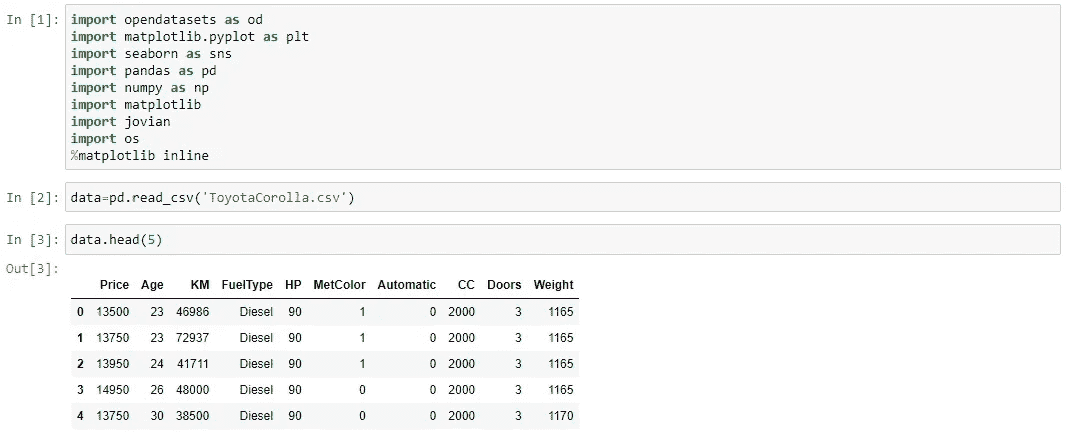 In [1]: import opendatasets as od
import matplotlib.pyplot as plt
import seaborn as sns
import pandas as pd
import numpy as np
import matplotlib
import jovian
import os
%matplotlib inline
In [2]: data=pd.read_csv('ToyotaCorolla.csv')
In [3]: data.head(5)
Out[3]:
Price Age KM FuelType HP MetColor Automatic CC Doors Weight
0 13500 23 46986 Diesel 90 1 0 2000 3 1165
1 13750 23 72937 Diesel 90 1 0 2000 3 1165
2 13950 24 41711 Diesel 90 1 0 2000 3 1165
3 14950 26 48000 Diesel 90 0 0 2000 3 1165
4 13750 30 38500 Diesel 90 0 0 2000 3 1170